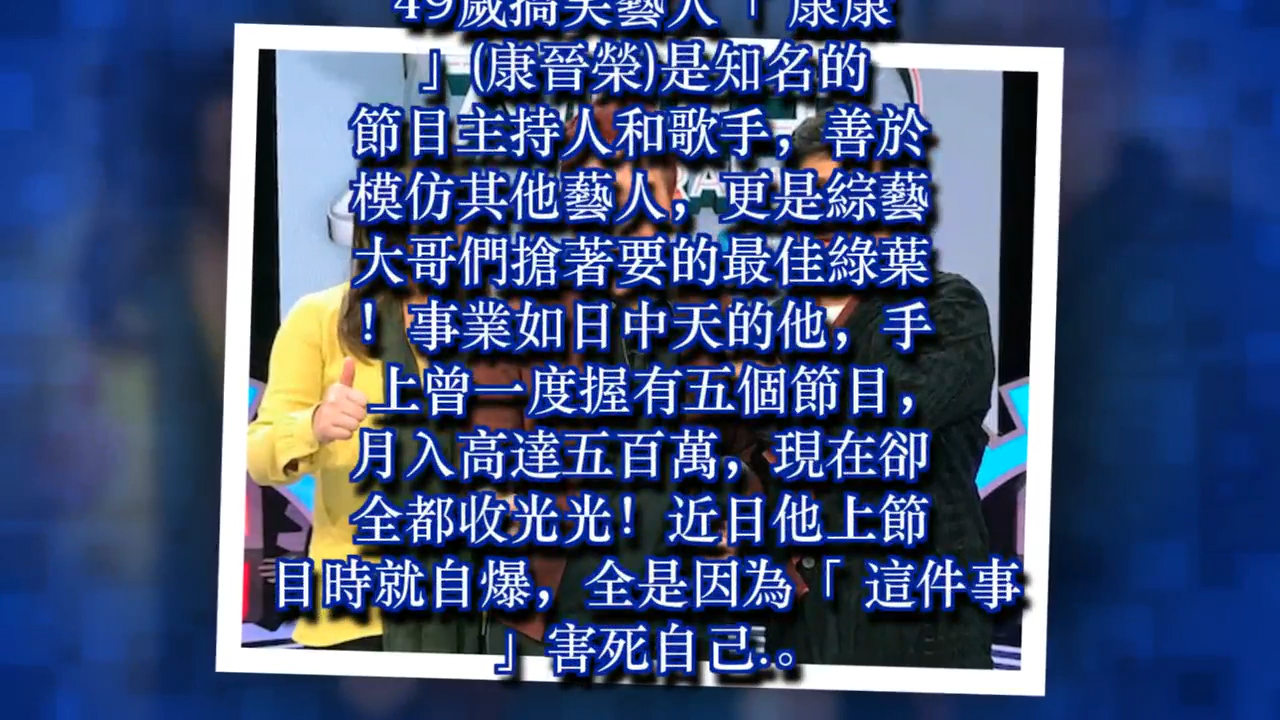 49歲搞笑藝人「 康康
」(康晉榮)是知名的
節目主持人和歌手，善於
模仿其他藝人，更是綜藝
大哥們搶著要的最佳綠葉
！事業如日中天的他，手
上曾一度握有五個節目，
月入高達五百萬，現在卻
全都收光光！近日他上節
目時就自爆，全是因為「 這件事
」害死自己.。